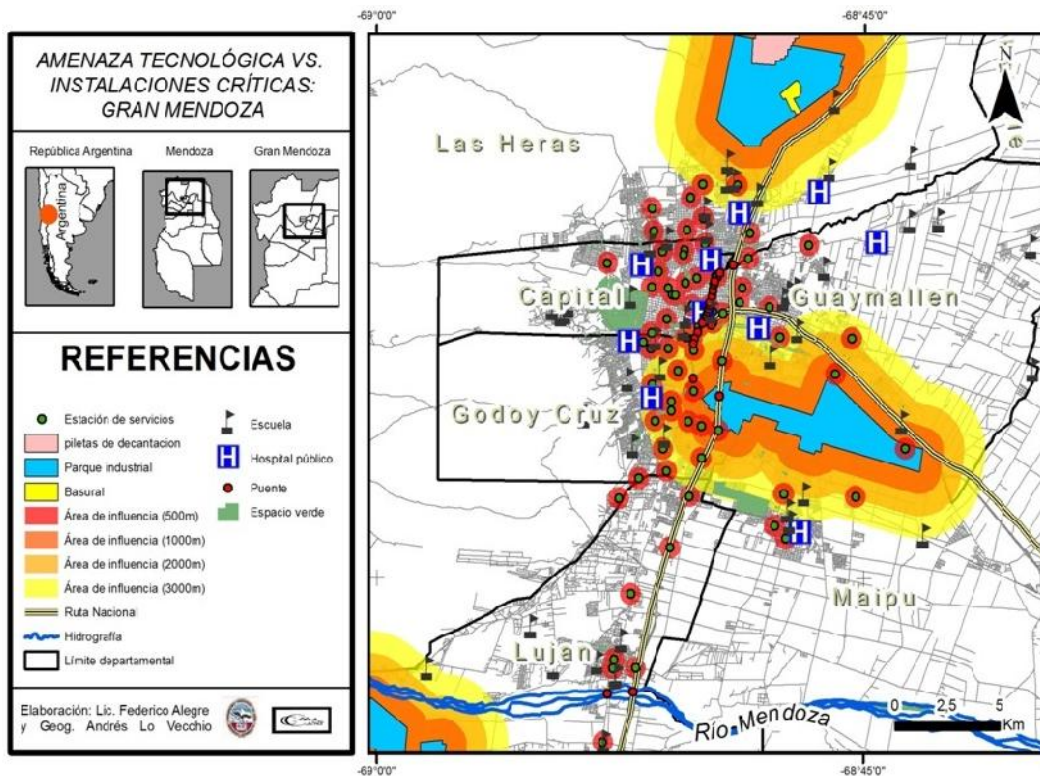 AMENAZA TECNOLÓGICA VS.
INSTALACIONES CRÍTICAS:
GRAN MENDOZA
República Argentina
Mendoza
Gran Mendoza
Argentina
REFERENCIAS
Estación de servicios
piletas de decantacion
Parque industrial
Basural
Área de influencia (500m)
Área de influencia (1000m)
Área de influencia (2000m)
Área de influencia (3000m)
Ruta Nacional
Hidrografía
Límite departamental
Escuela
H Hospital público
Puente
Espacio verde
Elaboración: Lic. Federico Alegre
y Geog. Andrés Lo Vecchio
-69°0'0"
-68°45'0"
N
Las Heras
H
H
H
H
H
Capital
Guaymallen
H
H
H
H
Godoy Cruz
H
Maipu
Luján
Río Mendoza
0 2,5 5
Km
-69°0'0"
-68°45'0"